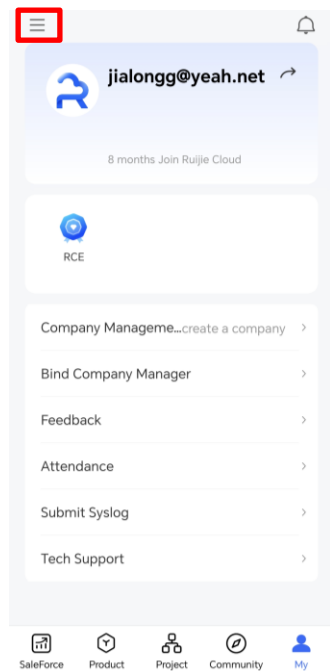 jialongg@yeah.net
8 months Join Ruijie Cloud
RCE
Company Manageme...create a company
Bind Company Manager
Feedback
Attendance
Submit Syslog
Tech Support
SaleForce Product Project Community My